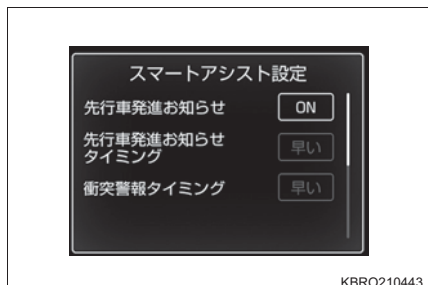 スマートアシスト設定
先行車発進お知らせ
ON
先行車発進お知らせ
タイミング
早い
衝突警報タイミング
早い
KBRO210443